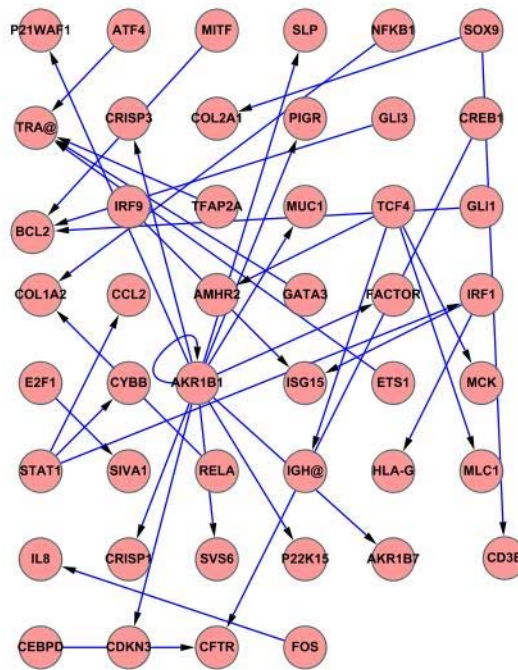 P21WAF1 ATF4 MITF SLP NFKB1 SOX9
TRA@ CRISP3 COL2A1 PIGR GLI3 CREB1
BCL2 IRF9 TFAP2A MUC1 TCF4 GLI1
COL1A2 CCL2 AMHR2 GATA3 FACTOR IRF1
E2F1 CYBB AKR1B1 ISG15 ETS1 MCK
STAT1 SIVA1 RELA IGH@ HLA-G MLC1
IL8 CRISP1 SVS6 P22K15 AKR1B7 CD3E
CEBPD CDKN3 CFTR FOS